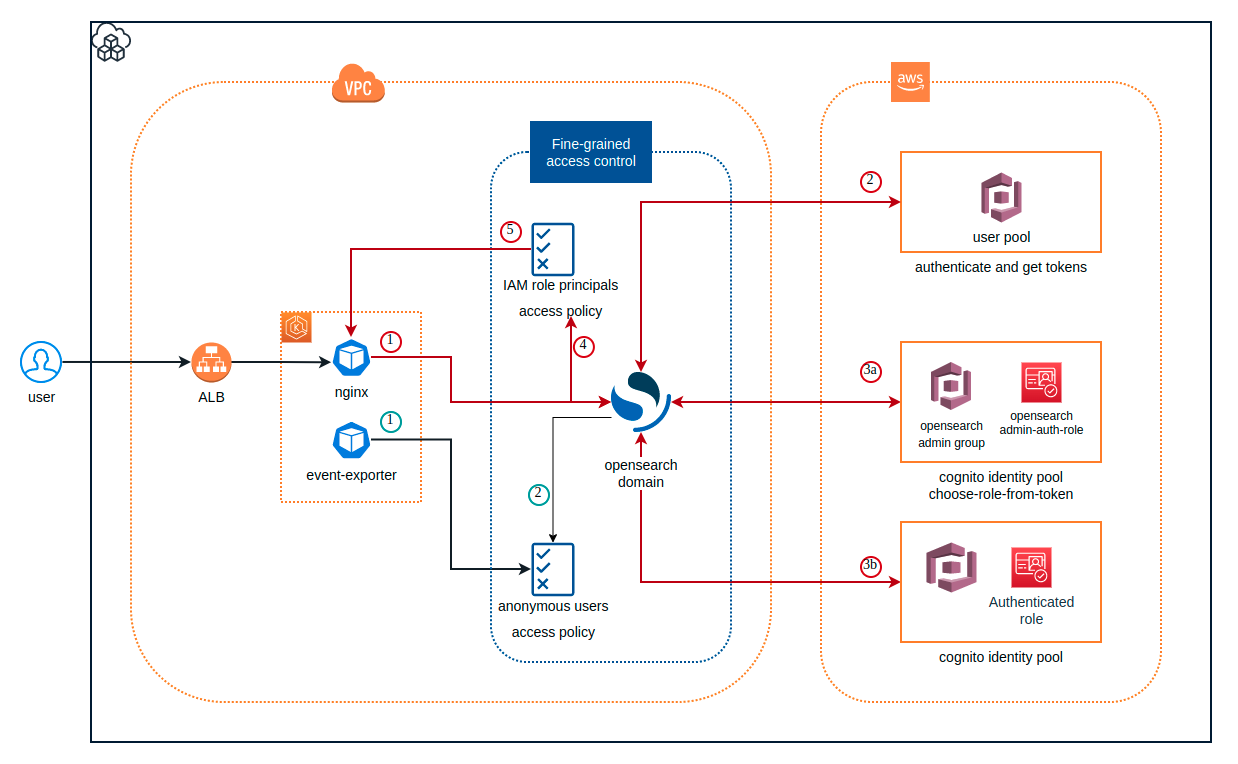 VPC
aws
Fine-grained
access control
2
user pool
authenticate and get tokens
5
IAM role principals
access policy
K
1
4
user
ALB
nginx
3a
opensearch
admin group
opensearch
admin-auth-role
1
event-exporter
opensearch
domain
cognito identity pool
choose-role-from-token
2
3b
Authenticated
role
anonymous users
access policy
cognito identity pool